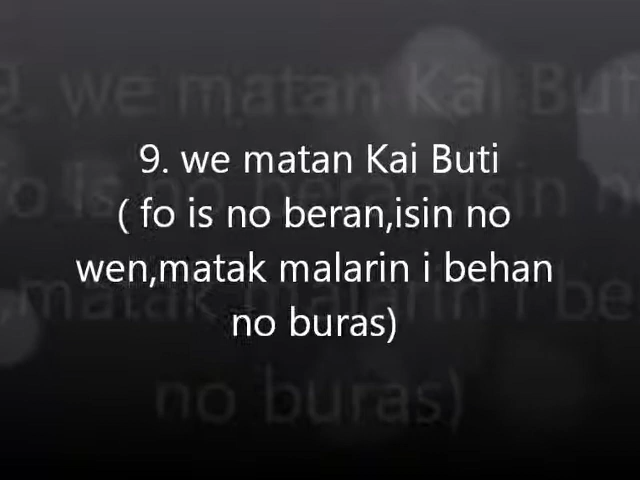 9. we matan Kai Buti
( fo is no beran,isin no
wen,matak malarin i behan
no buras)